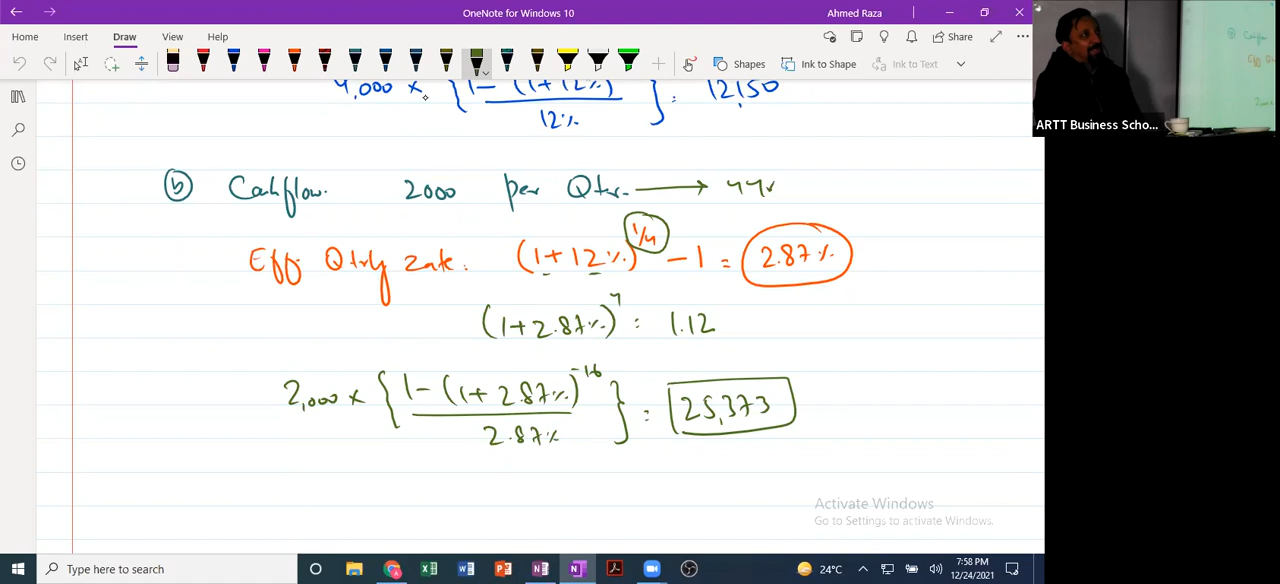 OneNote for Windows 10
Ahmed Raza
Home Insert Draw View Help
Share
Shapes
Ink to Shape
Ink to Text
ARTT Business Scho...
4,000 × { 1 - (1+12%) / 12% } = 12,150
(b) Cashflow. 2000 per Qtr. → 4 Yr
Eff. Qtrly rate: (1+12%)^1/4 - 1 = 2.87%
(1+2.87%)^4 = 1.12
2,000 × { 1 - (1+2.87%)^-16 / 2.87% } = 25,373
Activate Windows
Go to Settings to activate Windows.
Type here to search
24°C
7:58 PM
12/24/2021